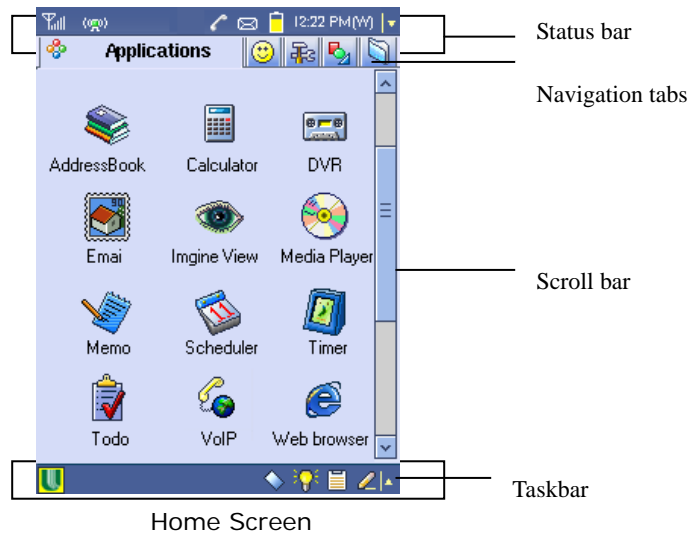 12:22 PM(W)
Status bar
Applications
Navigation tabs
AddressBook Calculator DVR
Emai Imgine View Media Player
Scroll bar
Memo Scheduler Timer
Todo VoIP Web browser
Taskbar
Home Screen